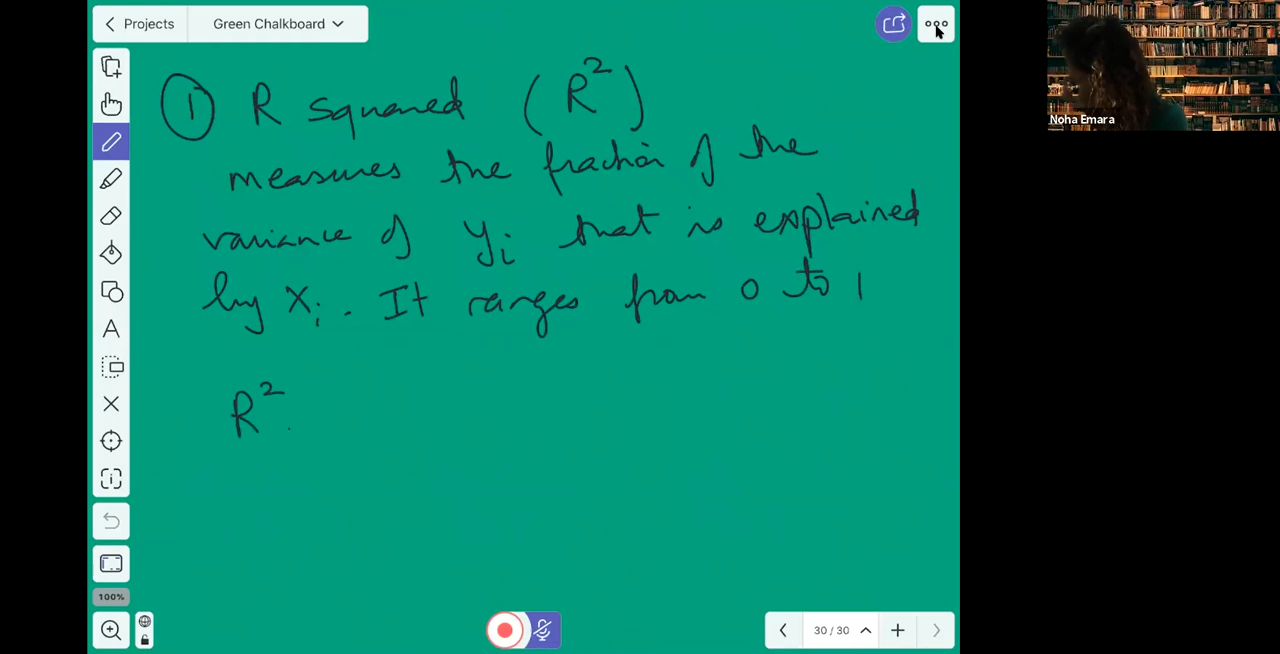 Projects
Green Chalkboard
① R squared (R²)
measures the fraction of the
variance of yi that is explained
by Xi. It ranges from 0 to 1
R²
A
100%
30 / 30
Noha Emara